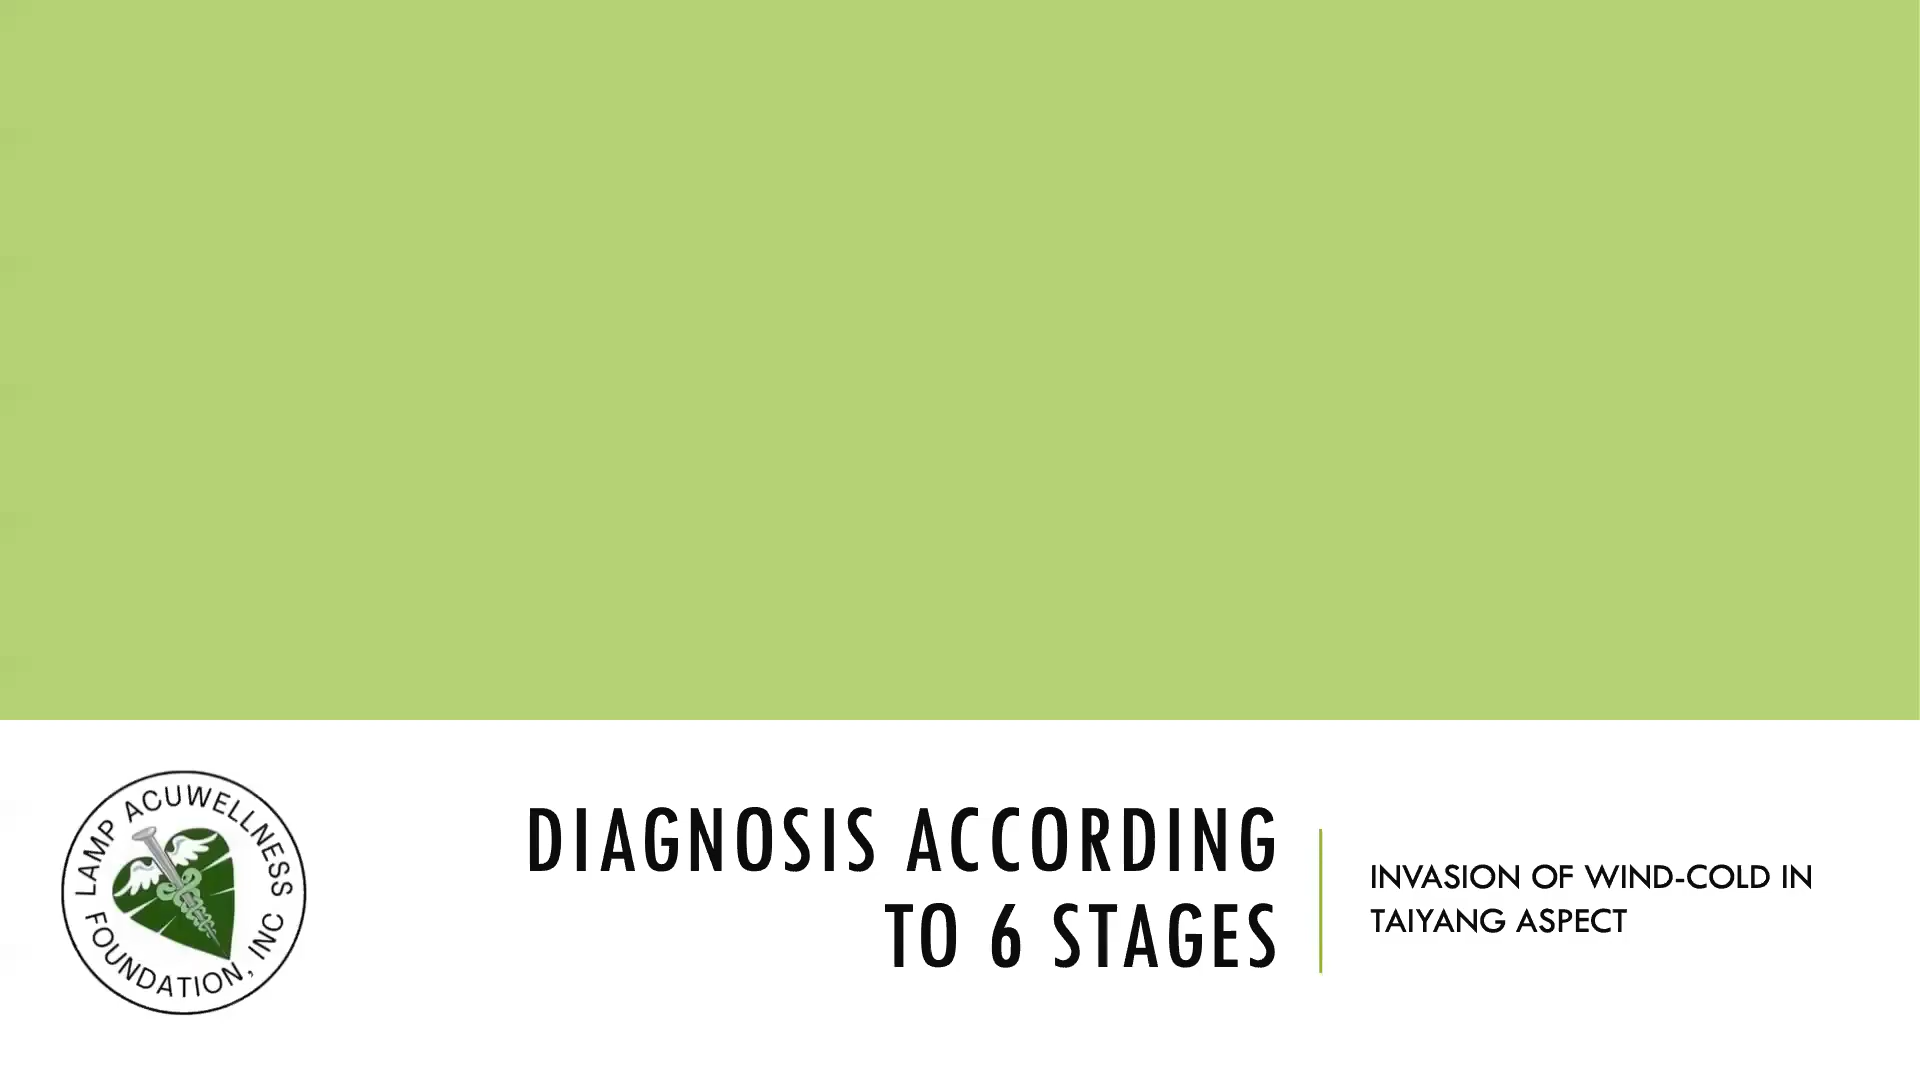 LAMP ACUWELLNESS
FOUNDATION, INC
DIAGNOSIS ACCORDING
TO 6 STAGES
INVASION OF WIND-COLD IN
TAIYANG ASPECT